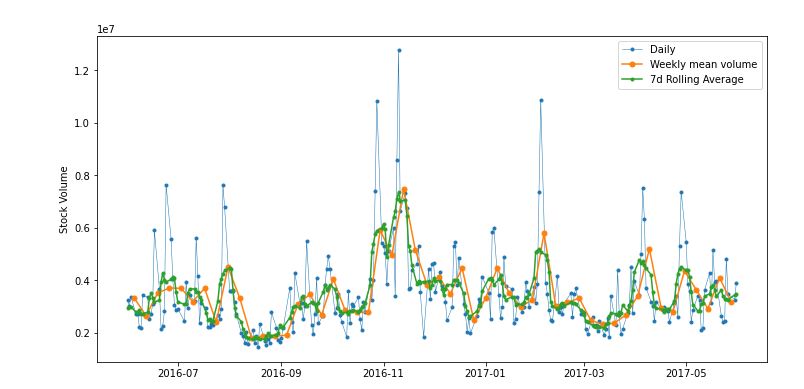 1e7
Daily
Weekly mean volume
7d Rolling Average
1.2
1.0
0.8
0.6
0.4
0.2
Stock Volume
2016-07
2016-09
2016-11
2017-01
2017-03
2017-05